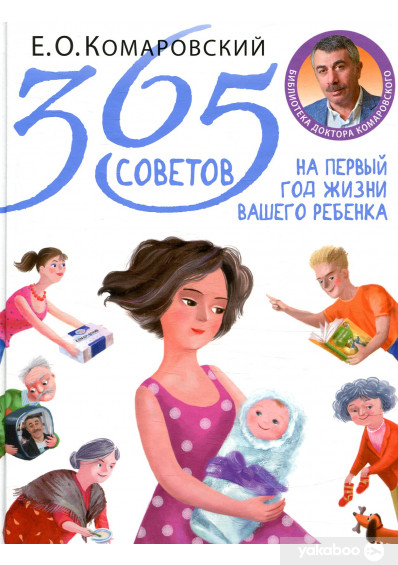 Е.О.КОМАРОВСКИЙ
365
СОВЕТОВ
НА ПЕРВЫЙ
ГОД ЖИЗНИ
ВАШЕГО РЕБЕНКА
БИБЛИОТЕКА ДОКТОРА КОМАРОВСКОГО
yakaboo